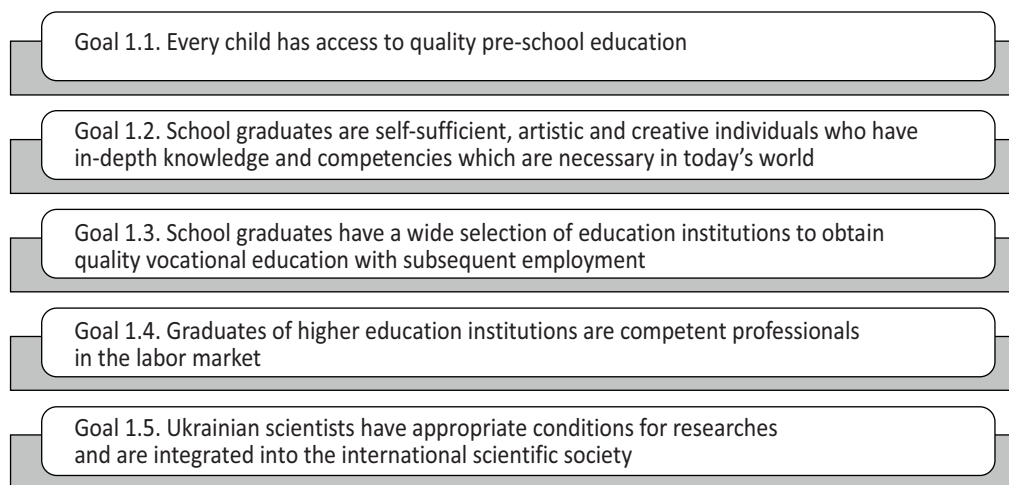 Goal 1.1. Every child has access to quality pre-school education
Goal 1.2. School graduates are self-sufficient, artistic and creative individuals who have
in-depth knowledge and competencies which are necessary in today’s world
Goal 1.3. School graduates have a wide selection of education institutions to obtain
quality vocational education with subsequent employment
Goal 1.4. Graduates of higher education institutions are competent professionals
in the labor market
Goal 1.5. Ukrainian scientists have appropriate conditions for researches
and are integrated into the international scientific society